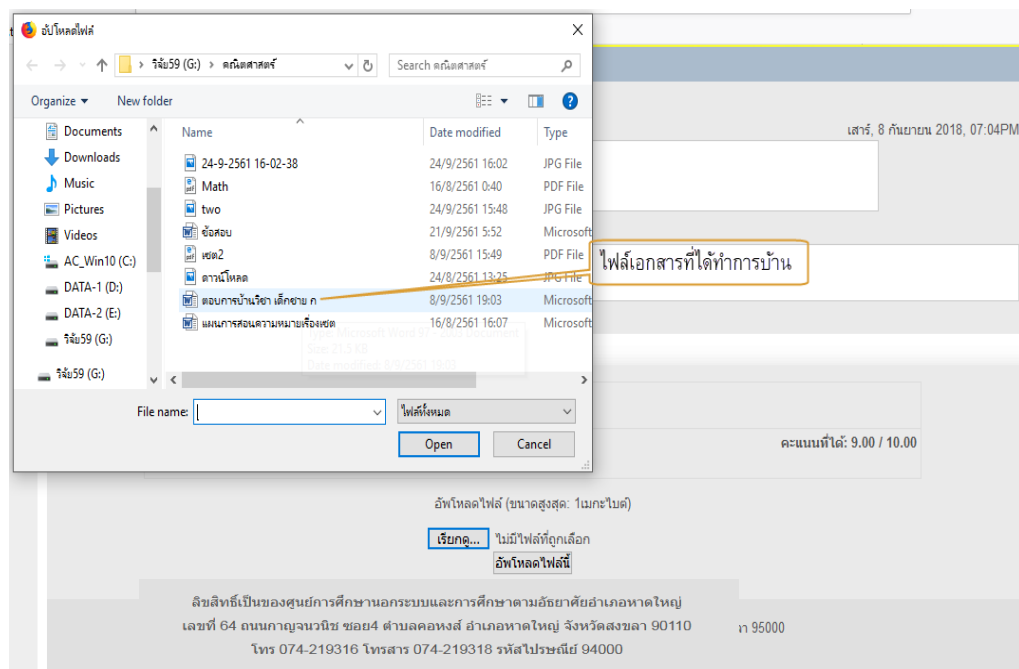 อัปโหลดไฟล์
วิจัย59 (G:) › คณิตศาสตร์
Search คณิตศาสตร์
Organize
New folder
Name
Date modified
Type
Documents
Downloads
Music
Pictures
Videos
AC_Win10 (C:)
DATA-1 (D:)
DATA-2 (E:)
วิจัย59 (G:)
วิจัย59 (G:)
24-9-2561 16-02-38 24/9/2561 16:02 JPG File
Math 16/8/2561 0:40 PDF File
two 24/9/2561 15:48 JPG File
ข้อสอบ 21/9/2561 5:52 Microsoft
เซต2 8/9/2561 15:49 PDF File
ดาวน์โหลด 24/8/2561 13:25 JPG File
ตอบการบ้านวิชา เด็กชาย ก 8/9/2561 19:03 Microsoft
แผนการสอนความหมายเรื่องเซต 16/8/2561 16:07 Microsoft
Type: Microsoft Word 97 - 2003 Document
Size: 21.5 KB
Date modified: 8/9/2561 19:03
File name:
ไฟล์ทั้งหมด
Open
Cancel
เสาร์, 8 กันยายน 2018, 07:04PM
ไฟล์เอกสารที่ได้ทำการบ้าน
คะแนนที่ได้: 9.00 / 10.00
อัพโหลดไฟล์ (ขนาดสูงสุด: 1เมกะไบต์)
เรียกดู... ไม่มีไฟล์ที่ถูกเลือก
อัพโหลดไฟล์นี้
ลิขสิทธิ์เป็นของศูนย์การศึกษานอกระบบและการศึกษาตามอัธยาศัยอำเภอหาดใหญ่
เลขที่ 64 ถนนกาญจนวนิช ซอย4 ตำบลคอหงส์ อำเภอหาดใหญ่ จังหวัดสงขลา 90110
โทร 074-219316 โทรสาร 074-219318 รหัสไปรษณีย์ 94000
95000